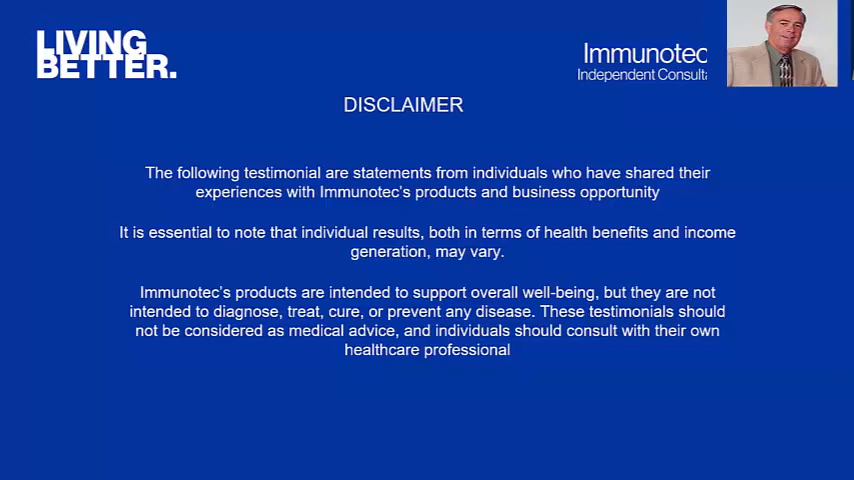 LIVING
BETTER.
Immunotec
Independent
DISCLAIMER
The following testimonial are statements from individuals who have shared their
experiences with Immunotec's products and business opportunity
It is essential to note that individual results, both in terms of health benefits and income
generation, may vary.
Immunotec's products are intended to support overall well-being, but they are not
intended to diagnose, treat, cure, or prevent any disease. These testimonials should
not be considered as medical advice, and individuals should consult with their own
healthcare professional